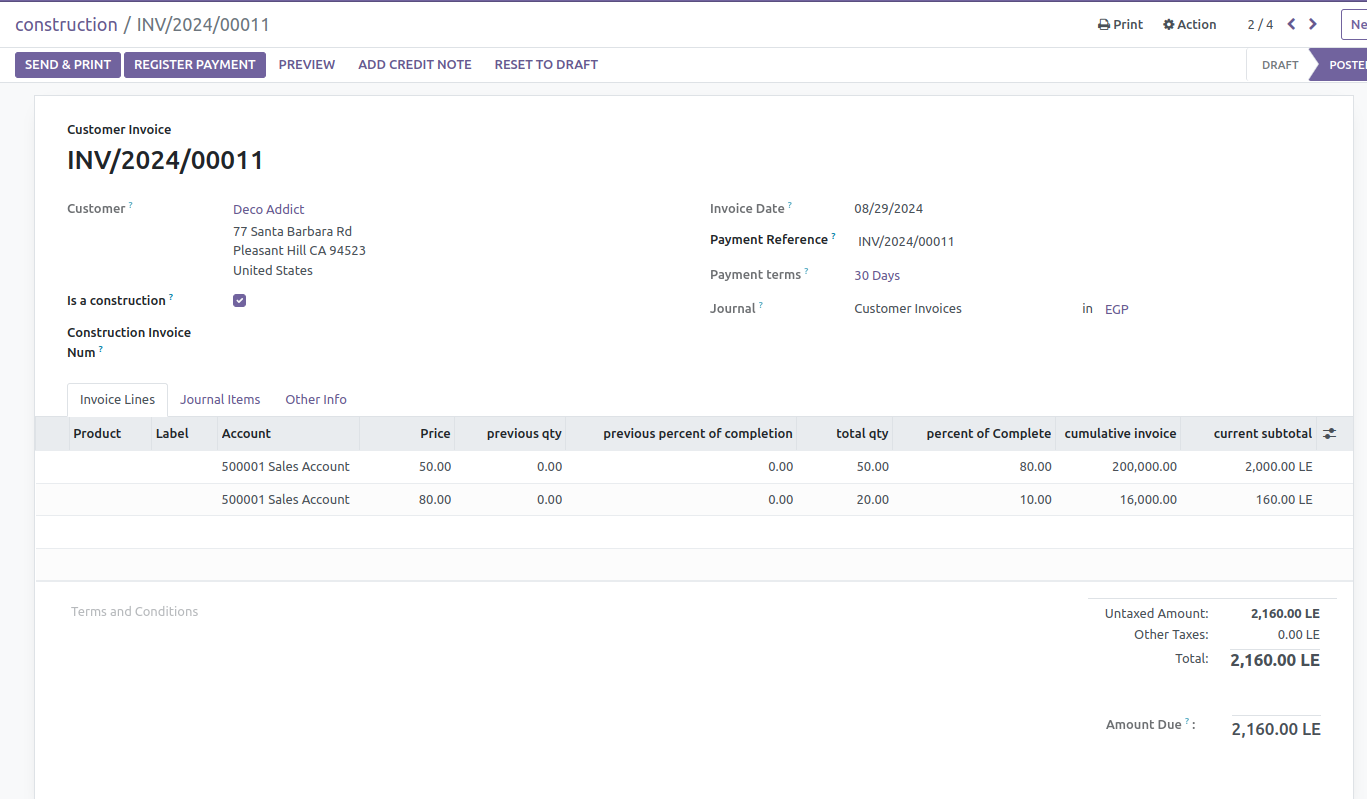 construction / INV/2024/00011
Print Action 2 / 4
SEND & PRINT REGISTER PAYMENT PREVIEW ADD CREDIT NOTE RESET TO DRAFT DRAFT
Customer Invoice
INV/2024/00011
Customer ? Deco Addict
77 Santa Barbara Rd
Pleasant Hill CA 94523
United States
Is a construction ?
Construction Invoice
Num ?
Invoice Date ? 08/29/2024
Payment Reference ? INV/2024/00011
Payment terms ? 30 Days
Journal ? Customer Invoices in EGP
Invoice Lines Journal Items Other Info
Product Label Account Price previous qty previous percent of completion total qty percent of Complete cumulative invoice current subtotal
500001 Sales Account 50.00 0.00 0.00 50.00 80.00 200,000.00 2,000.00 LE
500001 Sales Account 80.00 0.00 0.00 20.00 10.00 16,000.00 160.00 LE
Terms and Conditions
Untaxed Amount: 2,160.00 LE
Other Taxes: 0.00 LE
Total: 2,160.00 LE
Amount Due ? : 2,160.00 LE